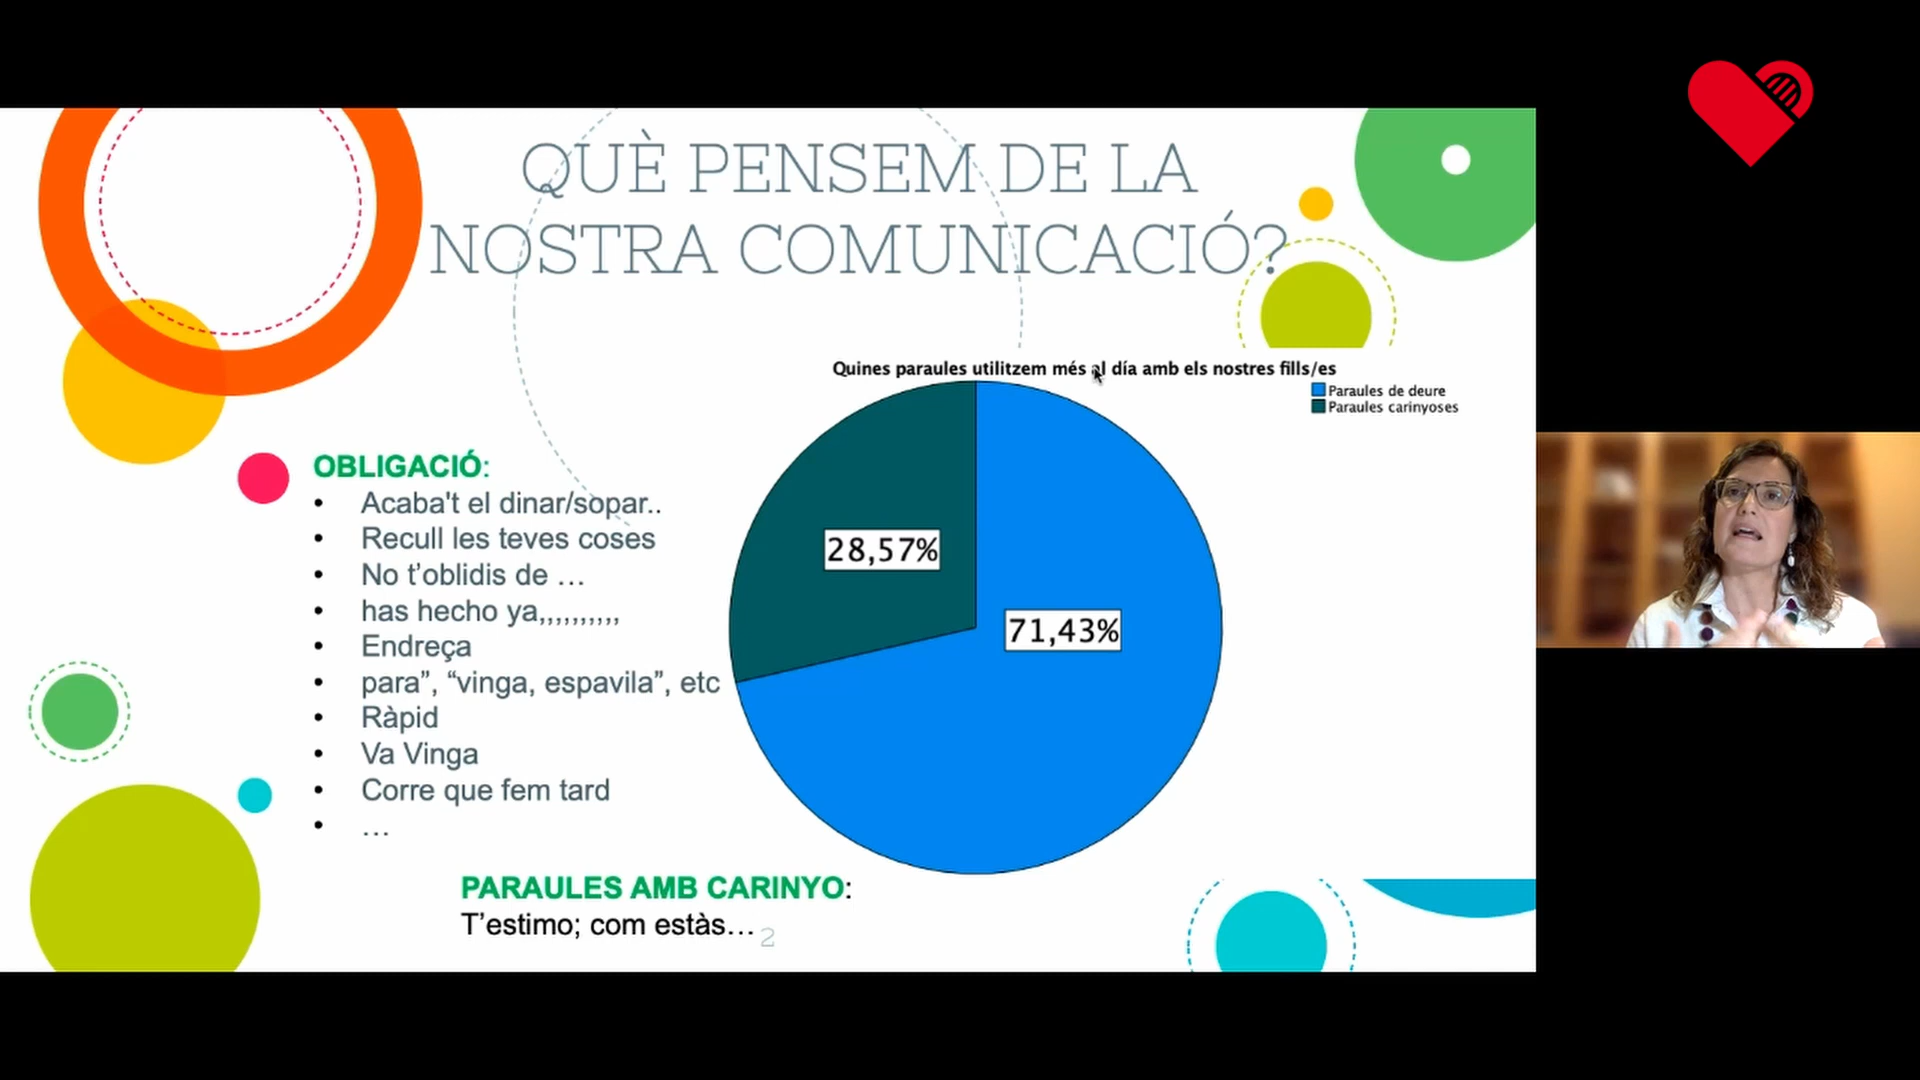 QUÈ PENSEM DE LA
NOSTRA COMUNICACIÓ?
Quines paraules utilitzem més al día amb els nostres fills/es
Paraules de deure
Paraules carinyoses
28,57%
71,43%
OBLIGACIÓ:
• Acaba't el dinar/sopar..
• Recull les teves coses
• No t’oblidis de …
• has hecho ya,,,,,,,,,,
• Endreça
• para”, “vinga, espavila”, etc
• Ràpid
• Va Vinga
• Corre que fem tard
• …
PARAULES AMB CARINYO:
T’estimo; com estàs…
2